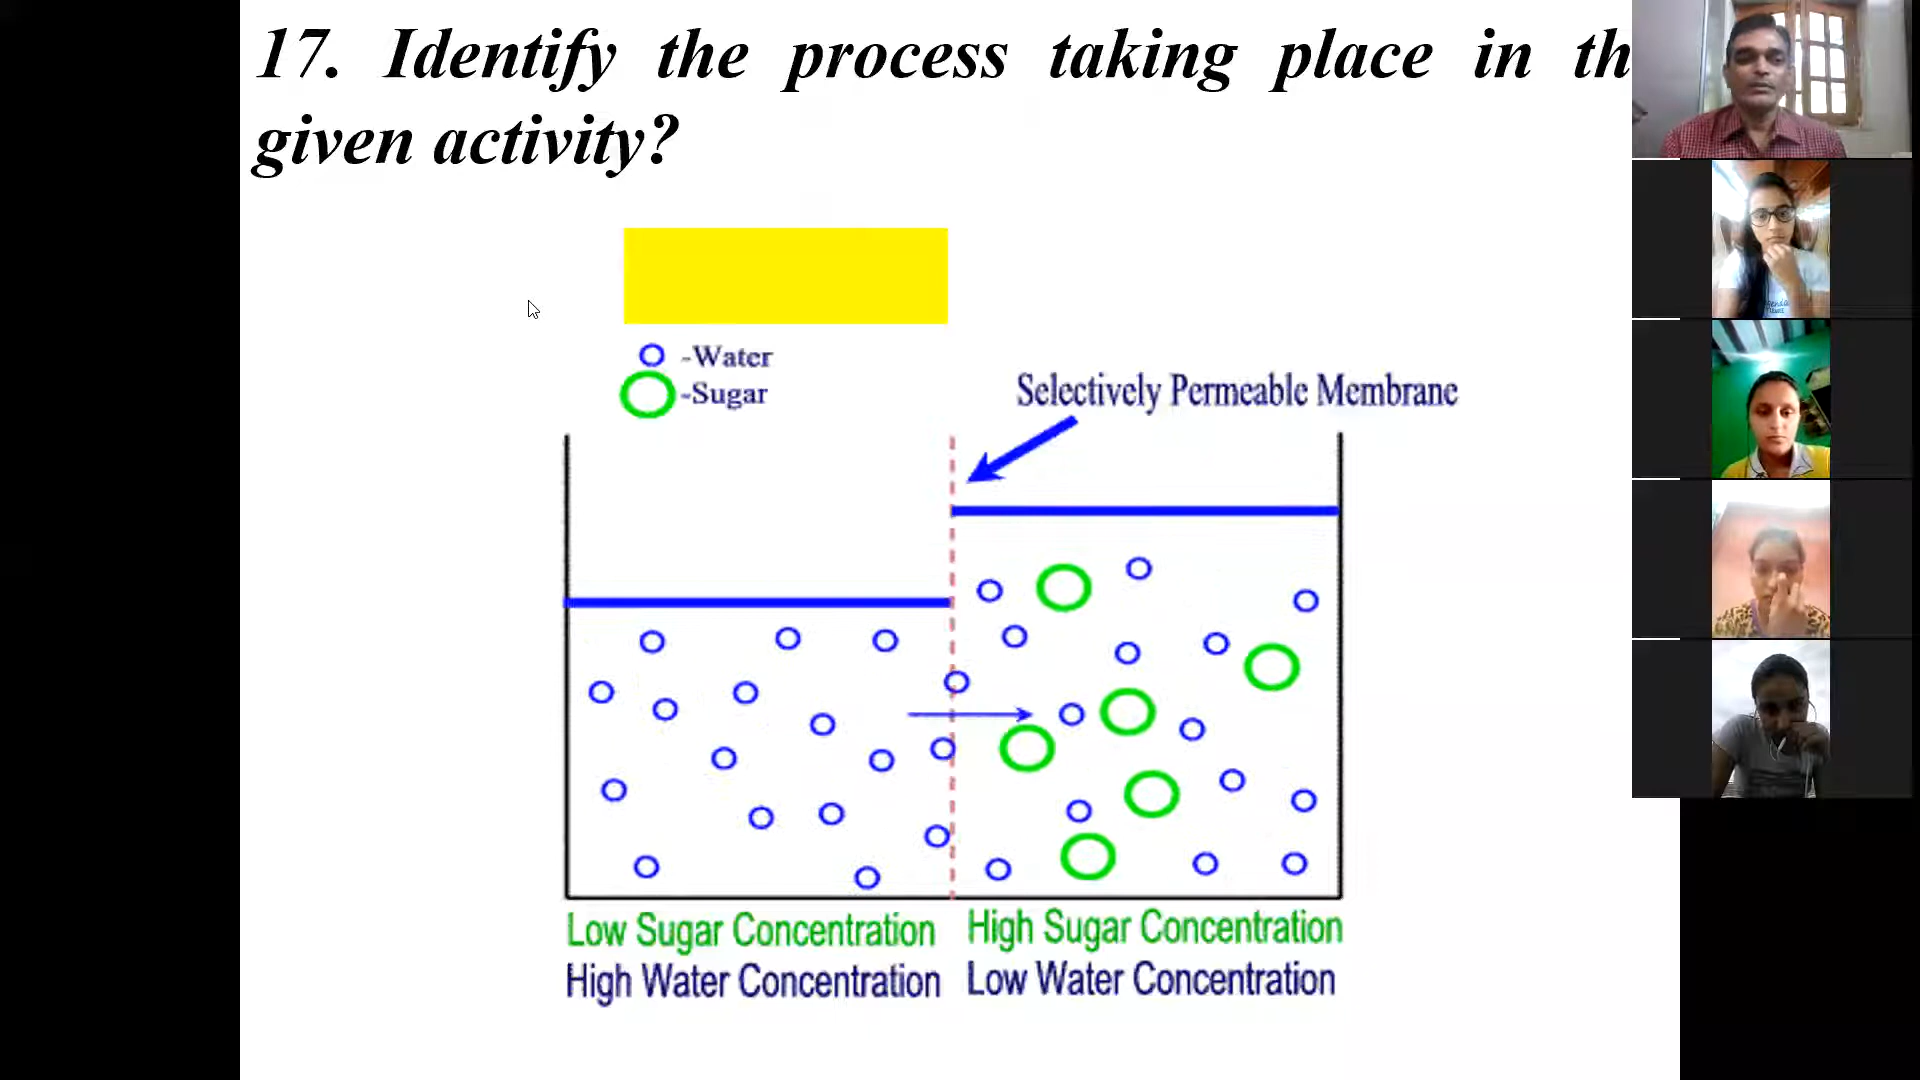 17. Identify the process taking place in th
given activity?
-Water
-Sugar
Selectively Permeable Membrane
Low Sugar Concentration
High Sugar Concentration
High Water Concentration
Low Water Concentration